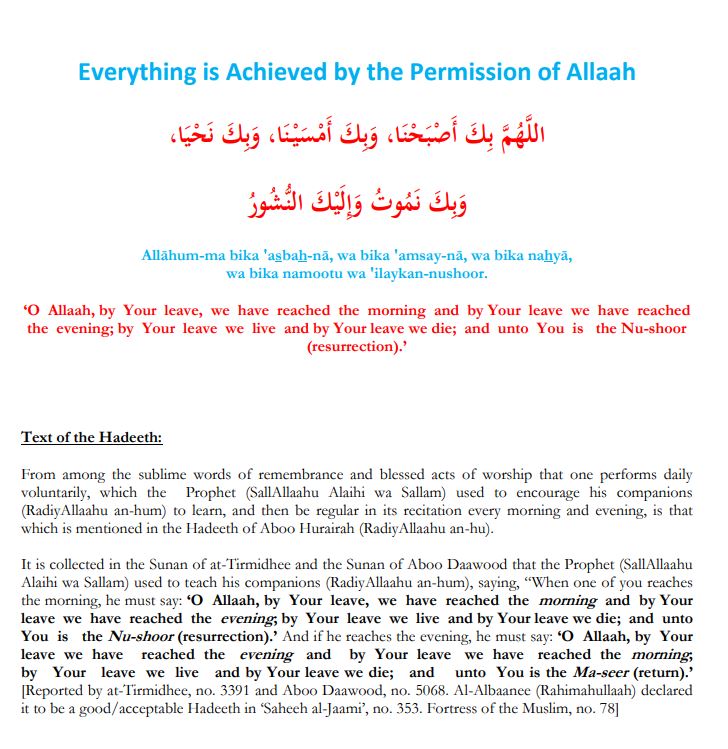 Everything is Achieved by the Permission of Allaah
اللَّهُمَّ بِكَ أَصْبَحْنَا، وَبِكَ أَمْسَيْنَا، وَبِكَ نَحْيَا،
وَبِكَ نَمُوتُ وَإِلَيْكَ النُّشُورُ
Allāhum-ma bika 'asbah-nā, wa bika 'amsay-nā, wa bika nahyā,
wa bika namootu wa 'ilaykan-nushoor.
‘O Allaah, by Your leave, we have reached the morning and by Your leave we have reached
the evening; by Your leave we live and by Your leave we die; and unto You is the Nu-shoor
(resurrection).’
Text of the Hadeeth:
From among the sublime words of remembrance and blessed acts of worship that one performs daily
voluntarily, which the Prophet (SallAllaahu Alaihi wa Sallam) used to encourage his companions
(RadiyAllaahu an-hum) to learn, and then be regular in its recitation every morning and evening, is that
which is mentioned in the Hadeeth of Aboo Hurairah (RadiyAllaahu an-hu).
It is collected in the Sunan of at-Tirmidhee and the Sunan of Aboo Daawood that the Prophet (SallAllaahu
Alaihi wa Sallam) used to teach his companions (RadiyAllaahu an-hum), saying, “When one of you reaches
the morning, he must say: ‘O Allaah, by Your Leave, we have reached the morning and by Your
leave we have reached the evening; by Your leave we live and by Your leave we die; and unto
You is the Nu-shoor (resurrection).’ And if he reaches the evening, he must say: ‘O Allaah, by Your
leave we have reached the evening and by Your leave we have reached the morning;
by Your leave we live and by Your leave we die; and unto You is the Ma-seer (return).’
[Reported by at-Tirmidhee, no. 3391 and Aboo Daawood, no. 5068. Al-Albaanee (Rahimahullaah) declared
it to be a good/acceptable Hadeeth in ‘Saheeh al-Jaami’, no. 353. Fortress of the Muslim, no. 78]